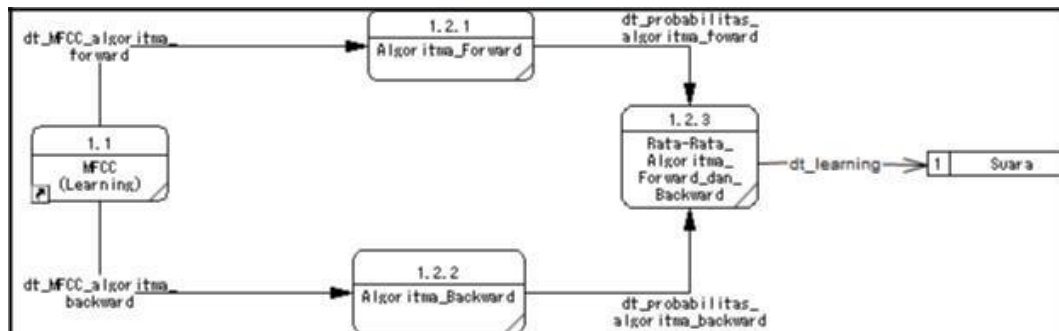 1.2.1
Algoritma_Forward
dt_MFCC_algoritma_
forward
dt_probabilitas_
algoritma_foward
1.1
MFCC
(Learning)
1.2.3
Rata-Rata_
Algoritma_
Forward_dan_
Backward
dt_learning
1
Suara
1.2.2
Algoritma_Backward
dt_MFCC_algoritma_
backward
dt_probabilitas_
algoritma_backward